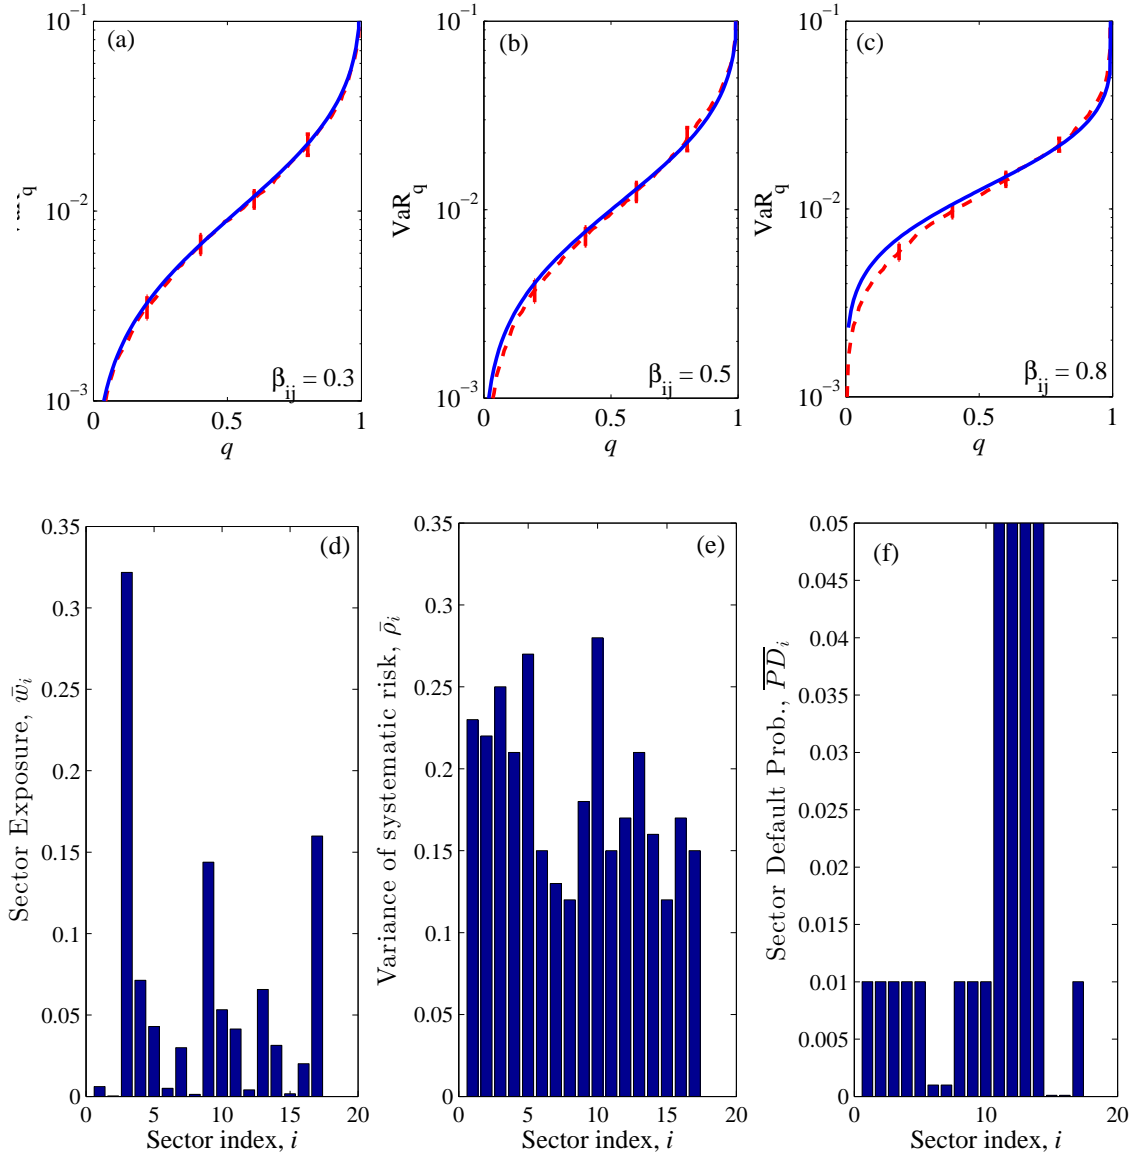 (a)
10⁻¹
10⁻²
10⁻³
0
0.5
1
q
β_ij = 0.3
(b)
VaR_q
10⁻¹
10⁻²
10⁻³
0
0.5
1
q
β_ij = 0.5
(c)
VaR_q
10⁻¹
10⁻²
10⁻³
0
0.5
1
q
β_ij = 0.8
(d)
Sector Exposure, w̄_i
0.35
0.3
0.25
0.2
0.15
0.1
0.05
0
0 5 10 15 20
Sector index, i
(e)
Variance of systematic risk, ρ̄_i
0.35
0.3
0.25
0.2
0.15
0.1
0.05
0
0 5 10 15 20
Sector index, i
(f)
Sector Default Prob., \overline{PD}_i
0.05
0.045
0.04
0.035
0.03
0.025
0.02
0.015
0.01
0.005
0
0 10 20
Sector index, i